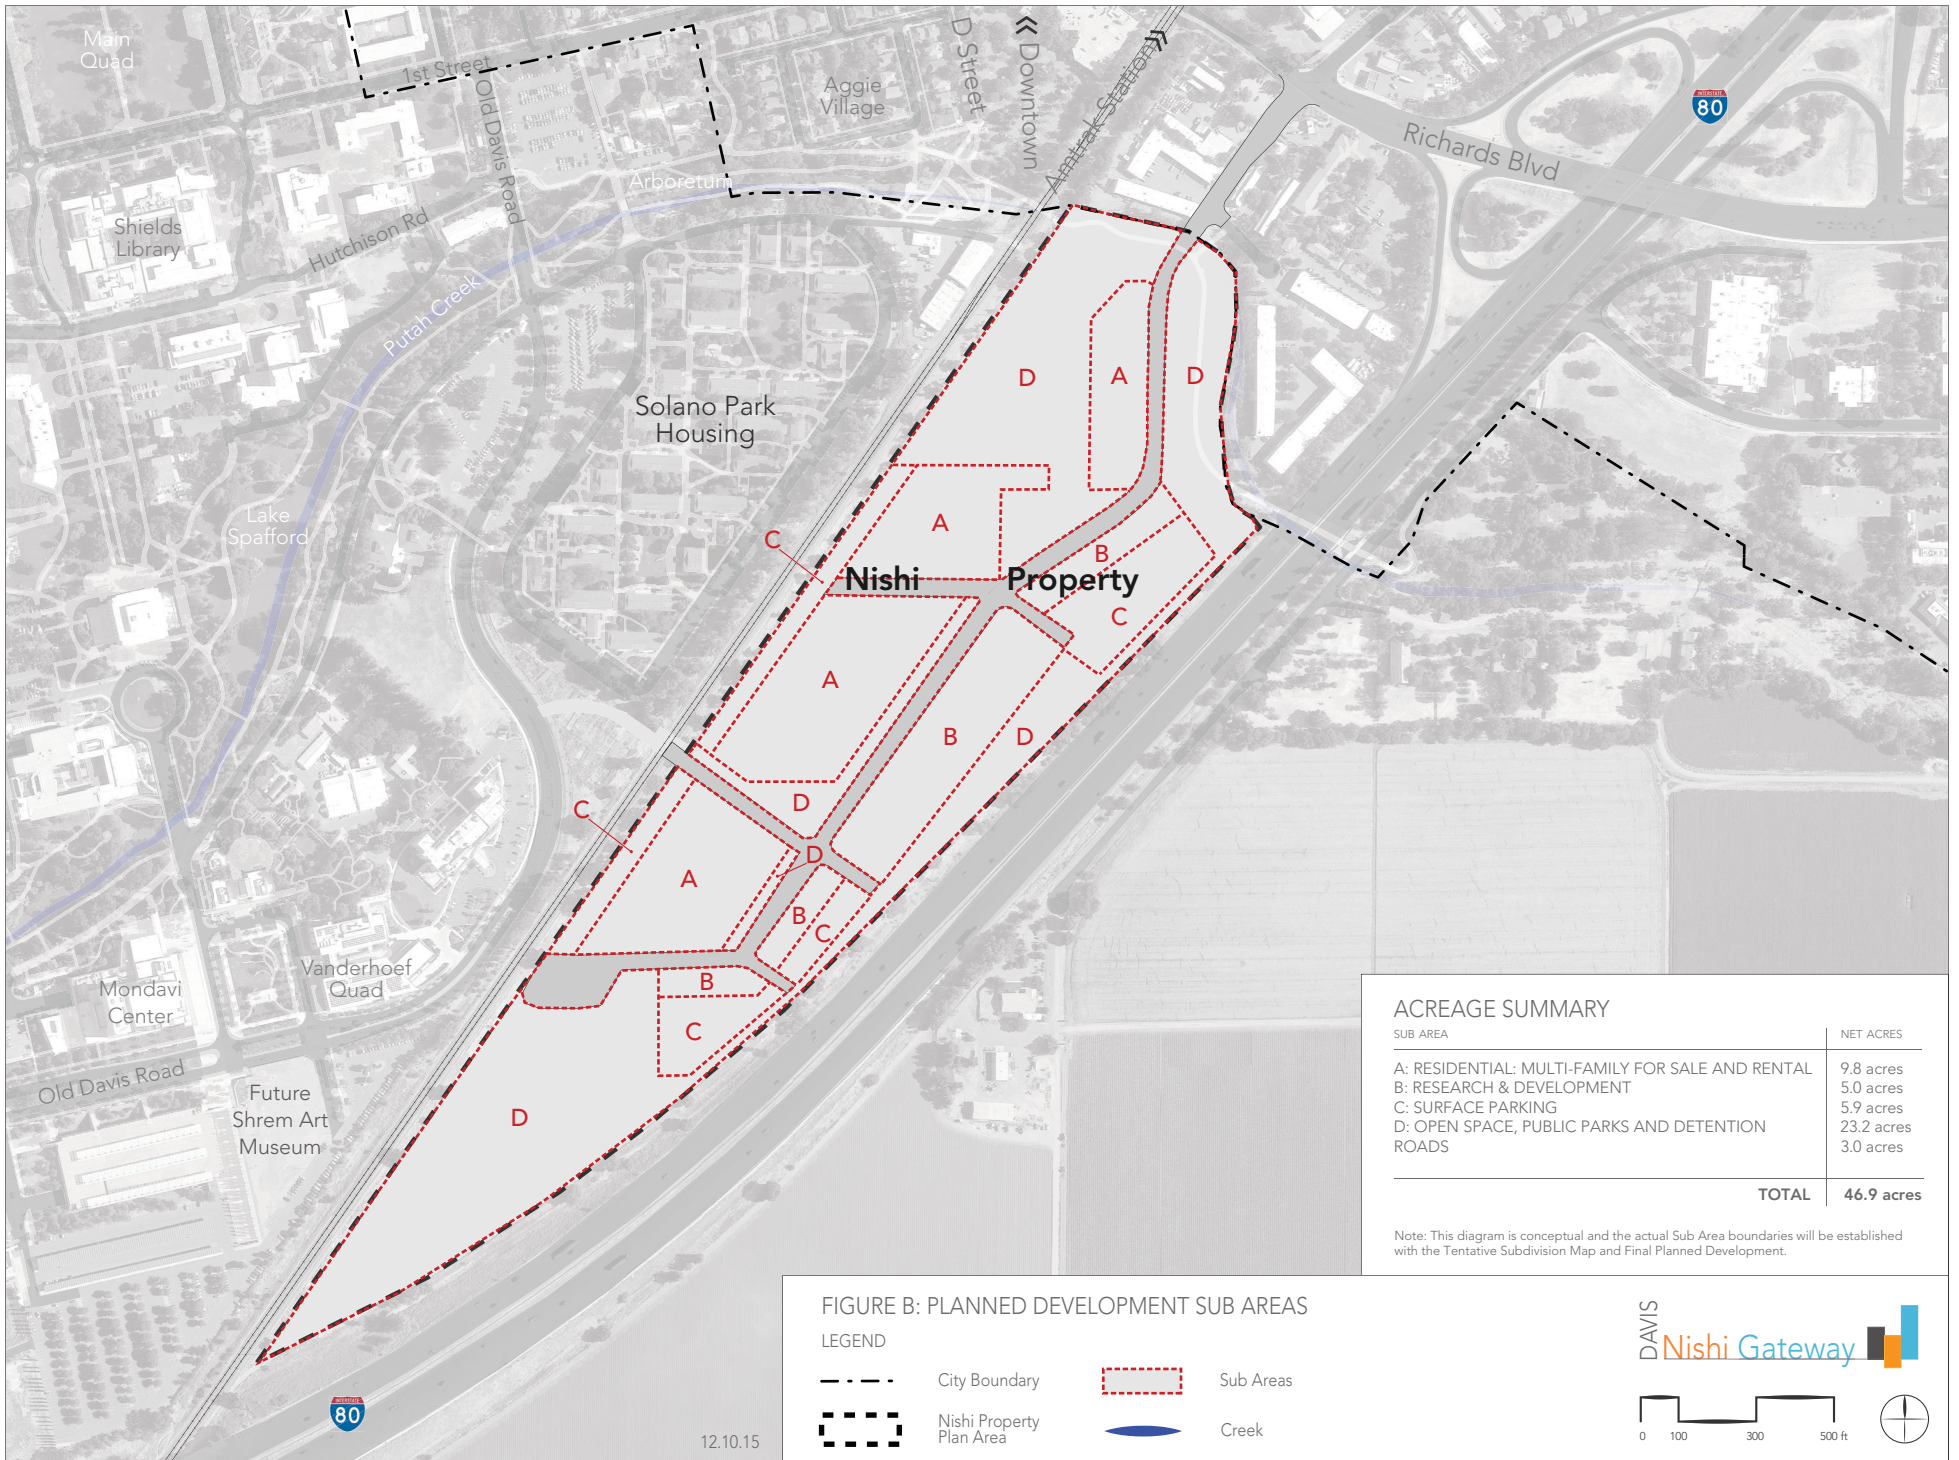 Main
Quad
1st Street
Old Davis Road
Aggie
Village
D Street
Downtown
Amtrak Station
INTERSTATE
80
Richards Blvd
Arboretum
Shields
Library
Hutchison Rd
Putah Creek
Solano Park
Housing
Lake
Spafford
D
A
D
A
C
B
Nishi Property
C
A
B
D
D
C
D
A
B
C
B
C
D
Vanderhoef
Quad
Mondavi
Center
Old Davis Road
Future
Shrem Art
Museum
INTERSTATE
80
12.10.15
ACREAGE SUMMARY
SUB AREA NET ACRES
A: RESIDENTIAL: MULTI-FAMILY FOR SALE AND RENTAL 9.8 acres
B: RESEARCH & DEVELOPMENT 5.0 acres
C: SURFACE PARKING 5.9 acres
D: OPEN SPACE, PUBLIC PARKS AND DETENTION 23.2 acres
ROADS 3.0 acres
TOTAL 46.9 acres
Note: This diagram is conceptual and the actual Sub Area boundaries will be established
with the Tentative Subdivision Map and Final Planned Development.
FIGURE B: PLANNED DEVELOPMENT SUB AREAS
LEGEND
City Boundary
Sub Areas
Nishi Property
Plan Area
Creek
DAVIS
Nishi Gateway
0 100 300 500 ft